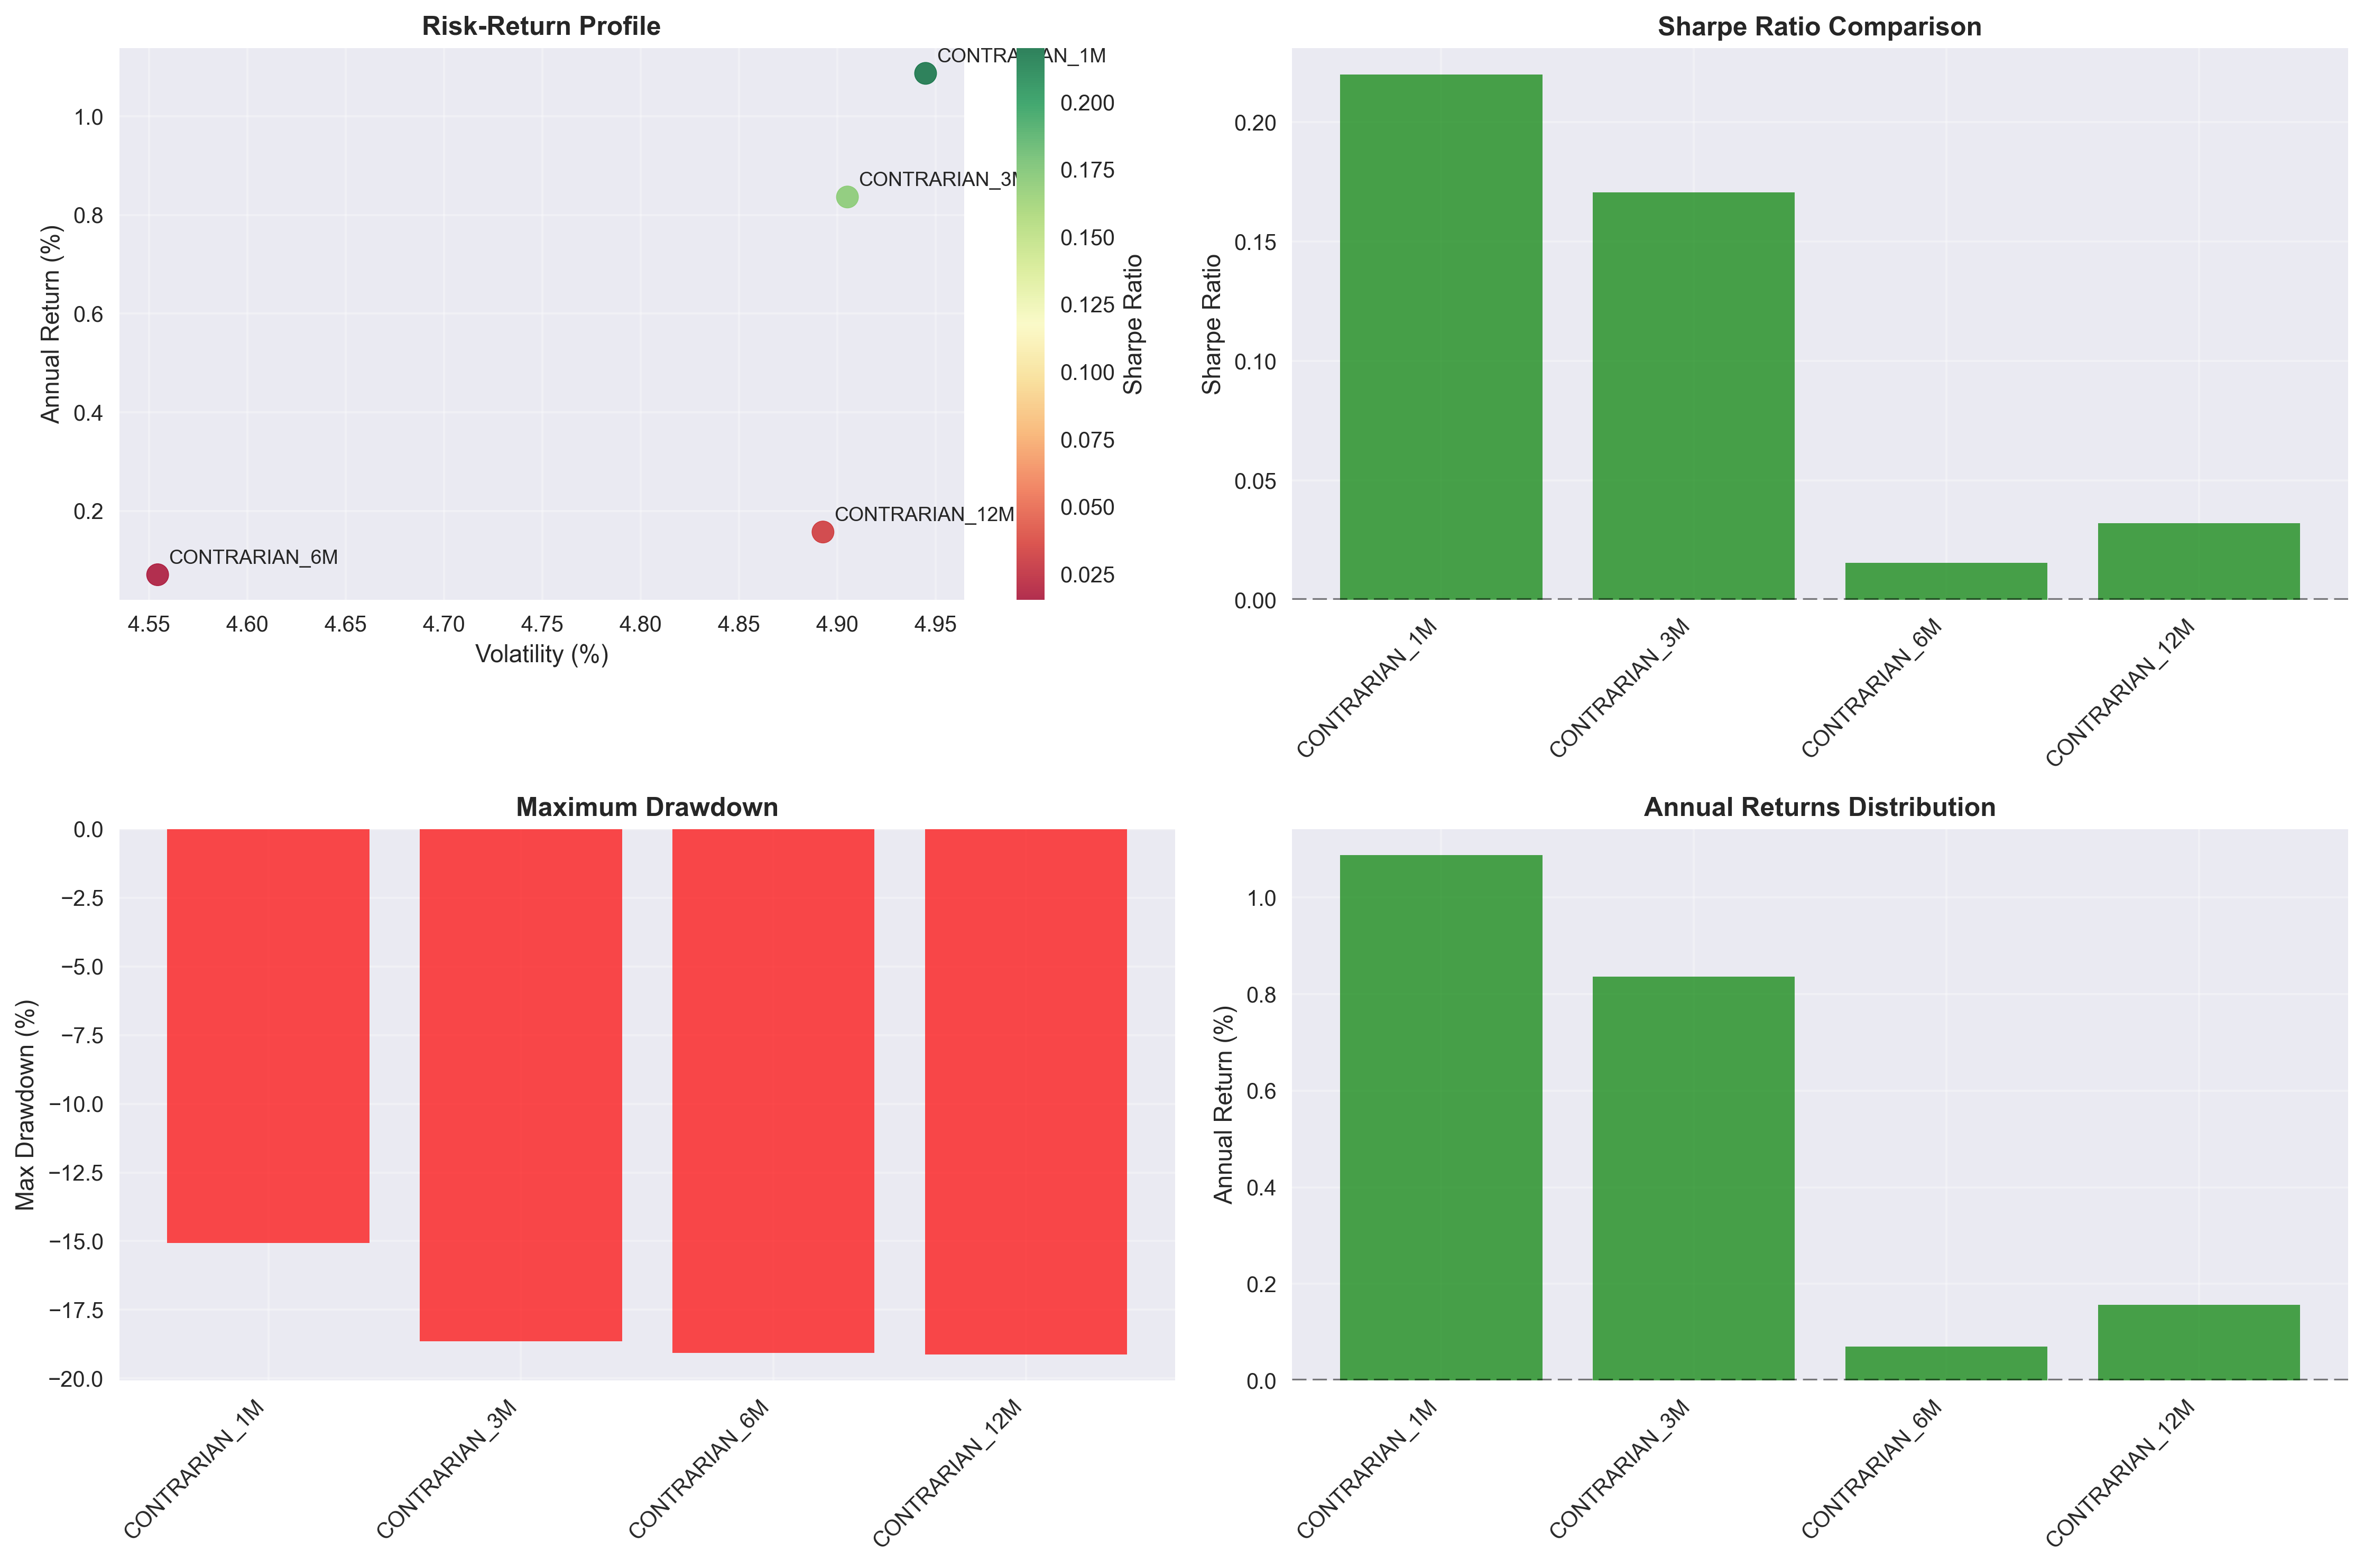 Risk-Return Profile
Annual Return (%)
1.0
0.8
0.6
0.4
0.2
CONTRARIAN_1M
CONTRARIAN_3M
CONTRARIAN_12M
CONTRARIAN_6M
4.55 4.60 4.65 4.70 4.75 4.80 4.85 4.90 4.95
Volatility (%)
0.200
0.175
0.150
0.125
0.100
0.075
0.050
0.025
Sharpe Ratio
Sharpe Ratio Comparison
Sharpe Ratio
0.20
0.15
0.10
0.05
0.00
CONTRARIAN_1M
CONTRARIAN_3M
CONTRARIAN_6M
CONTRARIAN_12M
Maximum Drawdown
Max Drawdown (%)
0.0
−2.5
−5.0
−7.5
−10.0
−12.5
−15.0
−17.5
−20.0
CONTRARIAN_1M
CONTRARIAN_3M
CONTRARIAN_6M
CONTRARIAN_12M
Annual Returns Distribution
Annual Return (%)
1.0
0.8
0.6
0.4
0.2
0.0
CONTRARIAN_1M
CONTRARIAN_3M
CONTRARIAN_6M
CONTRARIAN_12M